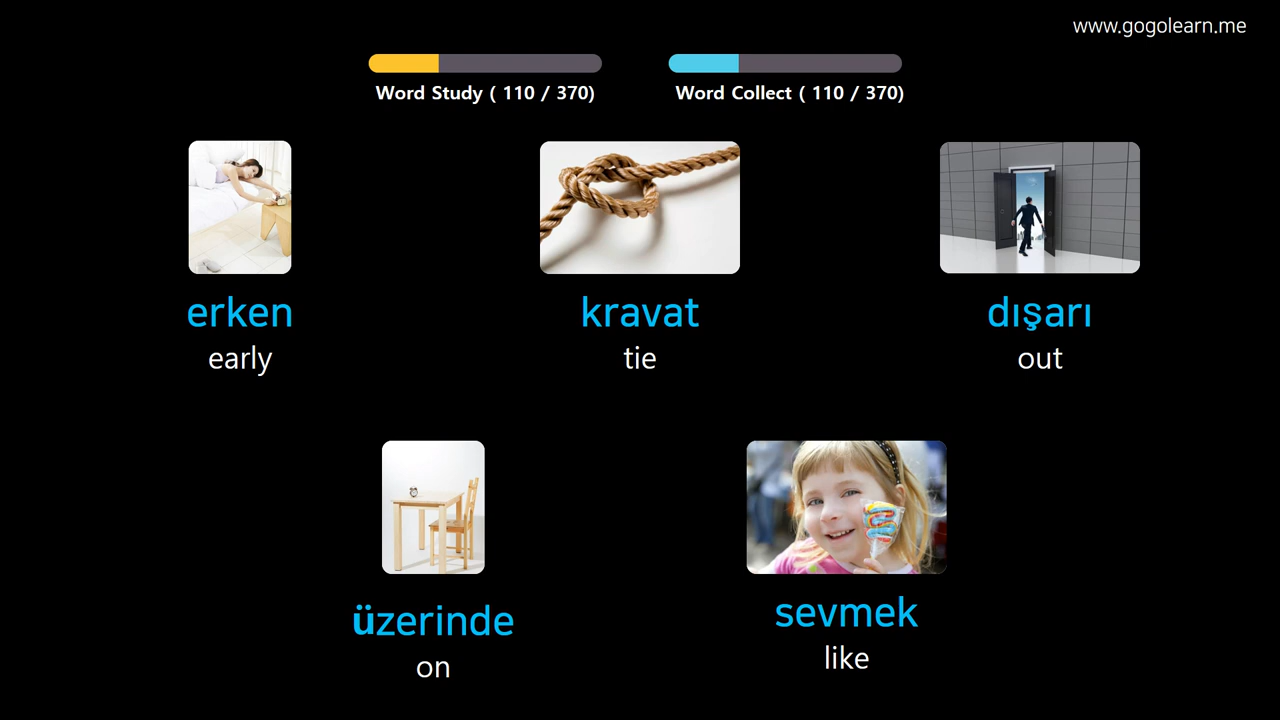 www.gogolearn.me
Word Study ( 110 / 370)
Word Collect ( 110 / 370)
erken
early
kravat
tie
dışarı
out
üzerinde
on
sevmek
like